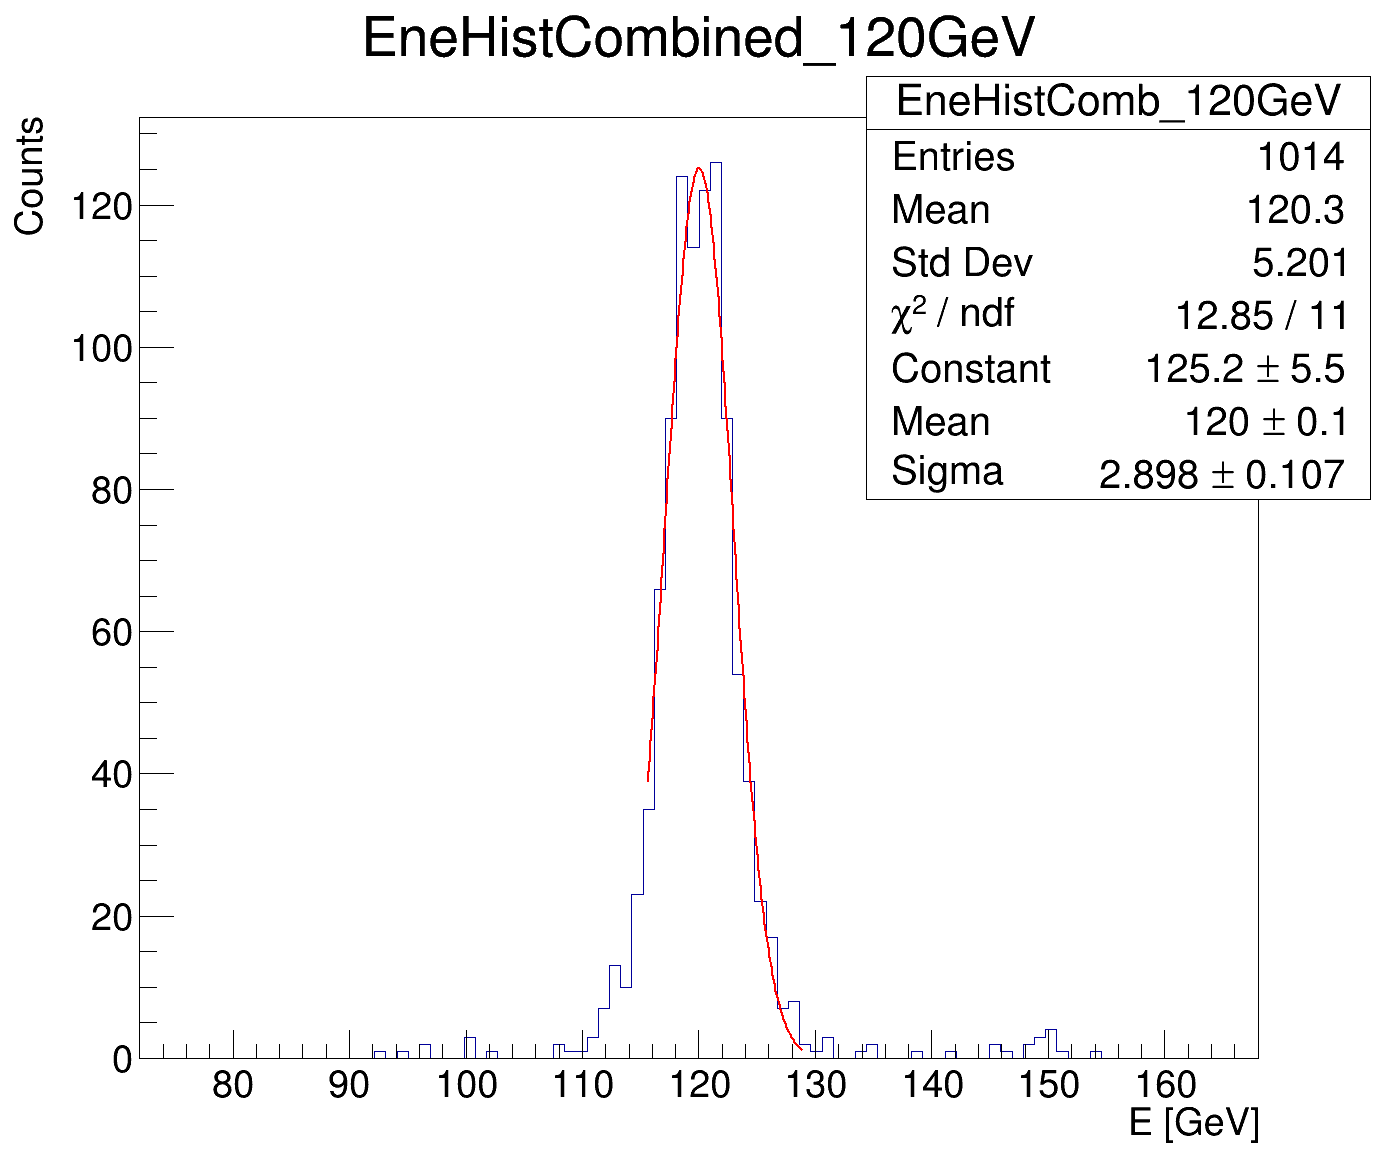 EneHistCombined_120GeV
EneHistComb_120GeV
Entries 1014
Mean 120.3
Std Dev 5.201
χ² / ndf 12.85 / 11
Constant 125.2 ± 5.5
Mean 120 ± 0.1
Sigma 2.898 ± 0.107
Counts
120
100
80
60
40
20
0
80 90 100 110 120 130 140 150 160
E [GeV]